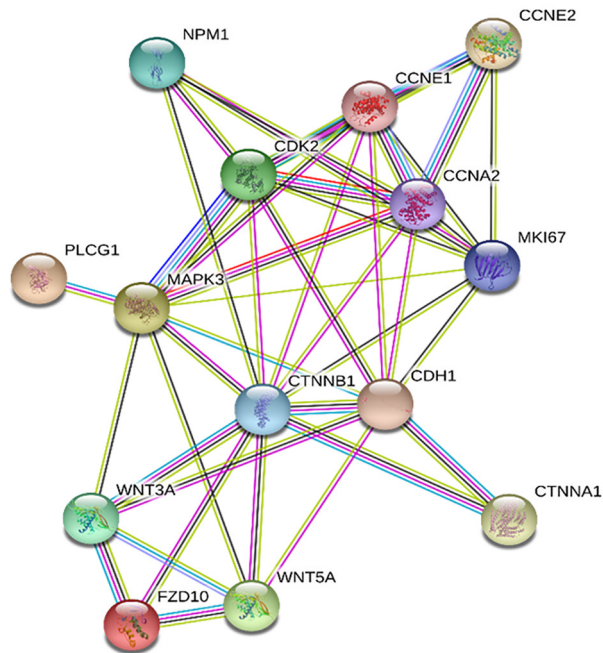 NPM1
CCNE2
CCNE1
CDK2
CCNA2
MKI67
PLCG1
MAPK3
CTNNB1
CDH1
WNT3A
CTNNA1
WNT5A
FZD10